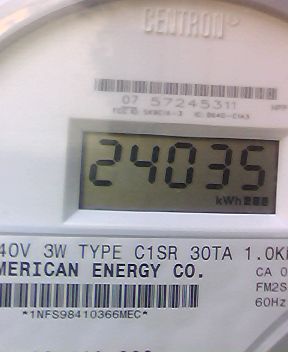 CENTRON
07 57245311
24035
kWh
40V 3W TYPE C1SR 30TA 1.0K
MERICAN ENERGY CO.
CA 0
FM2S
60Hz
*1NFS98410366MEC*